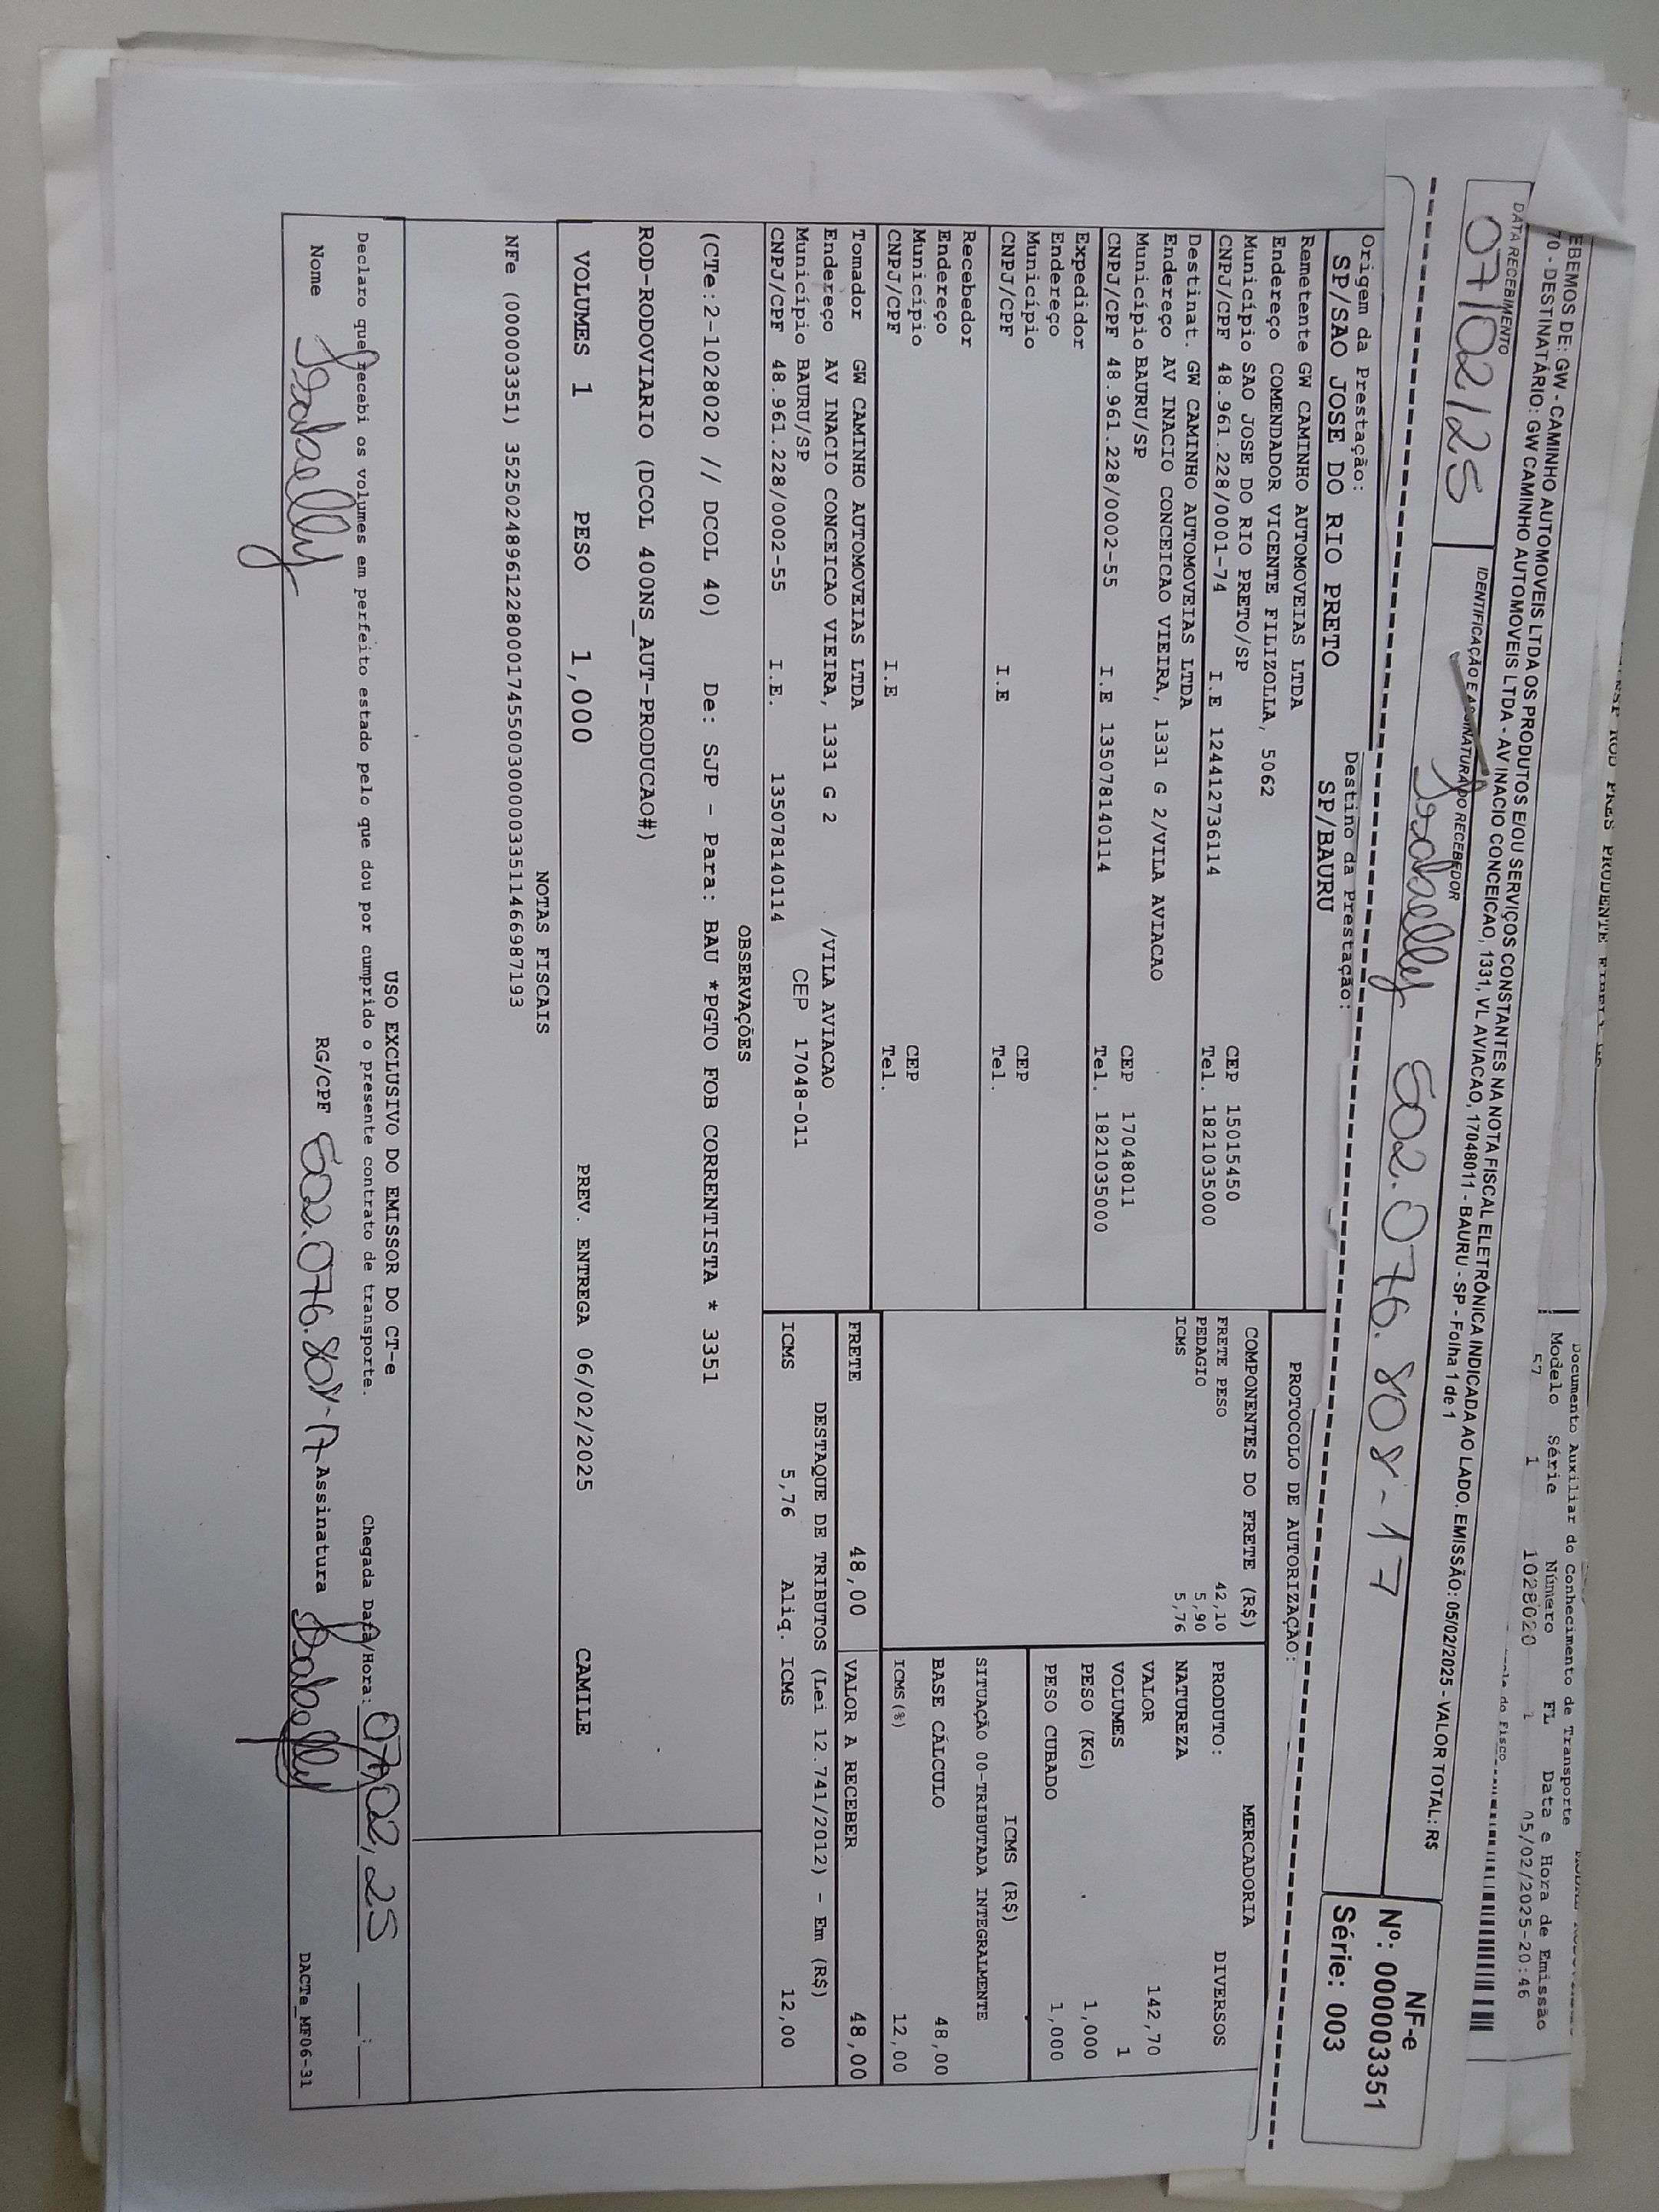 ROD PRES PRUDENTE
Documento Auxiliar do Conhecimento de Transporte
Modelo Série Número FL Data e Hora de Emissão
57 1 1028020 1 05/02/2025-20:46
do Fisco
EBEMOS DE: GW - CAMINHO AUTOMOVEIS LTDA OS PRODUTOS E/OU SERVIÇOS CONSTANTES NA NOTA FISCAL ELETRÔNICA INDICADA AO LADO. EMISSÃO: 05/02/2025 - VALOR TOTAL: R$
70 - DESTINATÁRIO: GW CAMINHO AUTOMOVEIS LTDA - AV INACIO CONCEICAO, 1331, VL AVIACAO, 17048011 - BAURU - SP - Folha 1 de 1
DATA RECEBIMENTO
07/02/25
IDENTIFICAÇÃO E ASSINATURA DO RECEBEDOR
Isabelly 502.076.808-17
NF-e
Nº: 000003351
Série: 003
Origem da Prestação:
SP/SAO JOSE DO RIO PRETO
Destino da Prestação:
SP/BAURU
PROTOCOLO DE AUTORIZAÇÃO:
Remetente GW CAMINHO AUTOMOVEIAS LTDA
Endereço COMENDADOR VICENTE FILIZOLLA, 5062
Município SAO JOSE DO RIO PRETO/SP CEP 15015450
CNPJ/CPF 48.961.228/0001-74 I.E 124412736114 Tel. 1821035000
Destinat. GW CAMINHO AUTOMOVEIAS LTDA
Endereço AV INACIO CONCEICAO VIEIRA, 1331 G 2/VILA AVIACAO
Município BAURU/SP CEP 17048011
CNPJ/CPF 48.961.228/0002-55 I.E 135078140114 Tel. 1821035000
Expedidor
Endereço
Município CEP
CNPJ/CPF I.E Tel.
Recebedor
Endereço
Município CEP
CNPJ/CPF I.E Tel.
Tomador GW CAMINHO AUTOMOVEIAS LTDA
Endereço AV INACIO CONCEICAO VIEIRA, 1331 G 2 /VILA AVIACAO
Município BAURU/SP CEP 17048-011
CNPJ/CPF 48.961.228/0002-55 I.E. 135078140114
COMPONENTES DO FRETE (R$)
FRETE PESO 42,10
PEDAGIO 5,90
ICMS 5,76
MERCADORIA
PRODUTO: DIVERSOS
NATUREZA
VALOR 142,70
VOLUMES 1
PESO (KG) 1,000
PESO CUBADO 1,000
ICMS (R$)
SITUAÇÃO 00-TRIBUTADA INTEGRALMENTE
BASE CÁLCULO 48,00
ICMS(%) 12,00
FRETE 48,00 VALOR A RECEBER 48,00
DESTAQUE DE TRIBUTOS (Lei 12.741/2012) - Em (R$)
ICMS 5,76 Aliq. ICMS 12,00
OBSERVAÇÕES
(CTe:2-1028020 // DCOL 40) De: SJP - Para: BAU *PGTO FOB CORRENTISTA * 3351
ROD-RODOVIARIO (DCOL 400NS_AUT-PRODUCAO#)
VOLUMES 1 PESO 1,000 PREV. ENTREGA 06/02/2025 CAMILE
NOTAS FISCAIS
NFe (000003351) 35250248961228000174550030000033511466987193
USO EXCLUSIVO DO EMISSOR DO CT-e
Declaro que recebi os volumes em perfeito estado pelo que dou por cumprido o presente contrato de transporte. Chegada Data/Hora: 07/02/25 __:__
Nome Isabelly RG/CPF 502.076.808-17 Assinatura Isabelly
DACTe_MF06-31